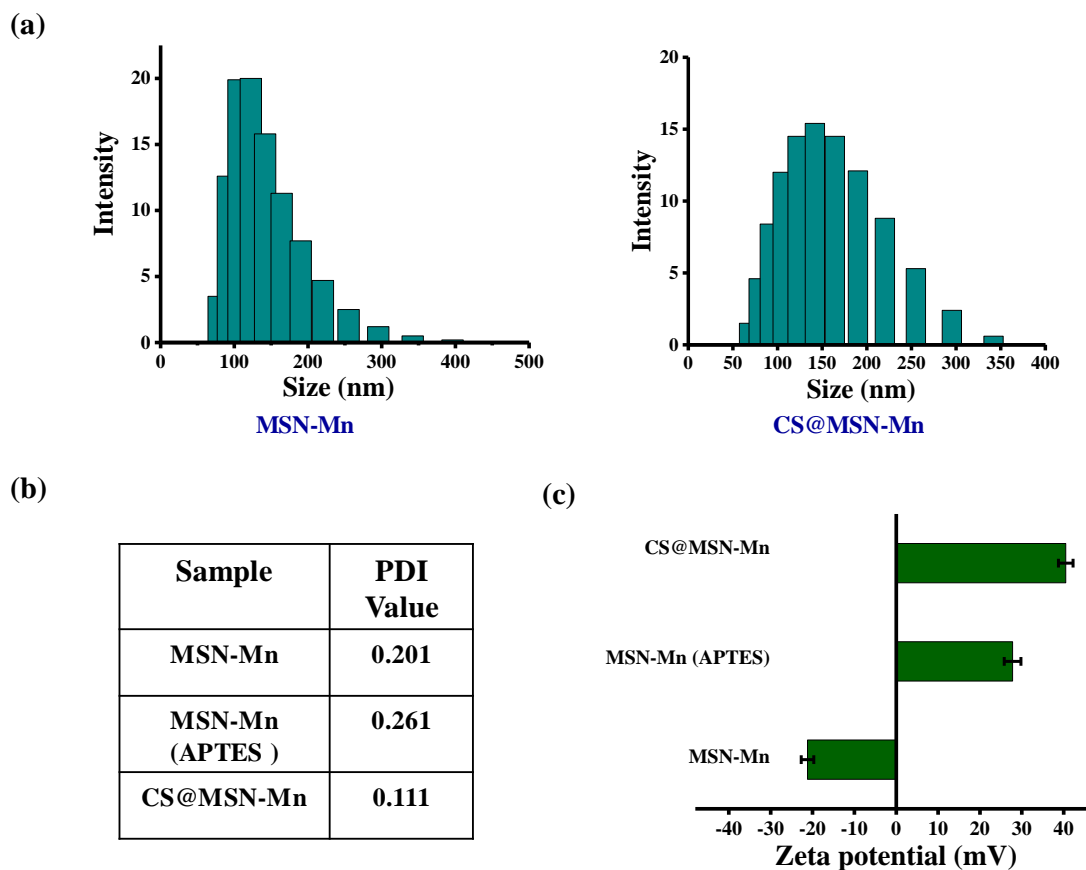 (a)
Intensity
20
15
10
5
0
0 100 200 300 400 500
Size (nm)
MSN-Mn
Intensity
20
15
10
5
0
0 50 100 150 200 250 300 350 400
Size (nm)
CS@MSN-Mn
(b)
Sample PDI
Value
MSN-Mn 0.201
MSN-Mn 0.261
(APTES )
CS@MSN-Mn 0.111
(c)
CS@MSN-Mn
MSN-Mn (APTES)
MSN-Mn
-40 -30 -20 -10 0 10 20 30 40
Zeta potential (mV)